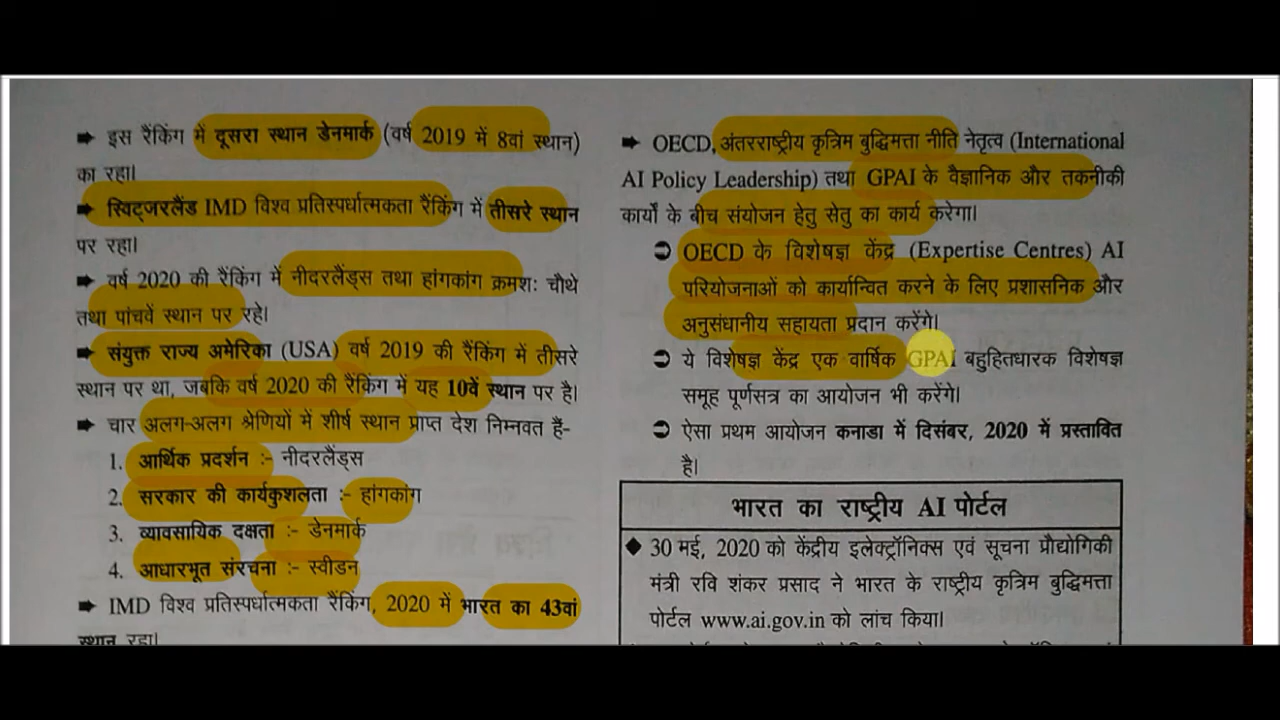 ➡ इस रैंकिंग में दूसरा स्थान डेनमार्क (वर्ष 2019 में 8वां स्थान)
का रहा।
➡ स्विट्जरलैंड IMD विश्व प्रतिस्पर्धात्मकता रैंकिंग में तीसरे स्थान
पर रहा।
➡ वर्ष 2020 की रैंकिंग में नीदरलैंड्स तथा हांगकांग क्रमशः चौथे
तथा पांचवें स्थान पर रहे।
➡ संयुक्त राज्य अमेरिका (USA) वर्ष 2019 की रैंकिंग में तीसरे
स्थान पर था, जबकि वर्ष 2020 की रैंकिंग में यह 10वें स्थान पर है।
➡ चार अलग-अलग श्रेणियों में शीर्ष स्थान प्राप्त देश निम्नवत हैं-
1. आर्थिक प्रदर्शन :- नीदरलैंड्स
2. सरकार की कार्यकुशलता :- हांगकांग
3. व्यावसायिक दक्षता :- डेनमार्क
4. आधारभूत संरचना :- स्वीडन
➡ IMD विश्व प्रतिस्पर्धात्मकता रैंकिंग, 2020 में भारत का 43वां
स्थान रहा।
➡ OECD, अंतरराष्ट्रीय कृत्रिम बुद्धिमत्ता नीति नेतृत्व (International
AI Policy Leadership) तथा GPAI के वैज्ञानिक और तकनीकी
कार्यों के बीच संयोजन हेतु सेतु का कार्य करेगा।
➲ OECD के विशेषज्ञ केंद्र (Expertise Centres) AI
परियोजनाओं को कार्यान्वित करने के लिए प्रशासनिक और
अनुसंधानीय सहायता प्रदान करेंगे।
➲ ये विशेषज्ञ केंद्र एक वार्षिक GPAI बहुहितधारक विशेषज्ञ
समूह पूर्णसत्र का आयोजन भी करेंगे।
➲ ऐसा प्रथम आयोजन कनाडा में दिसंबर, 2020 में प्रस्तावित
है।
भारत का राष्ट्रीय AI पोर्टल
◆ 30 मई, 2020 को केंद्रीय इलेक्ट्रॉनिक्स एवं सूचना प्रौद्योगिकी
मंत्री रवि शंकर प्रसाद ने भारत के राष्ट्रीय कृत्रिम बुद्धिमत्ता
पोर्टल www.ai.gov.in को लांच किया।